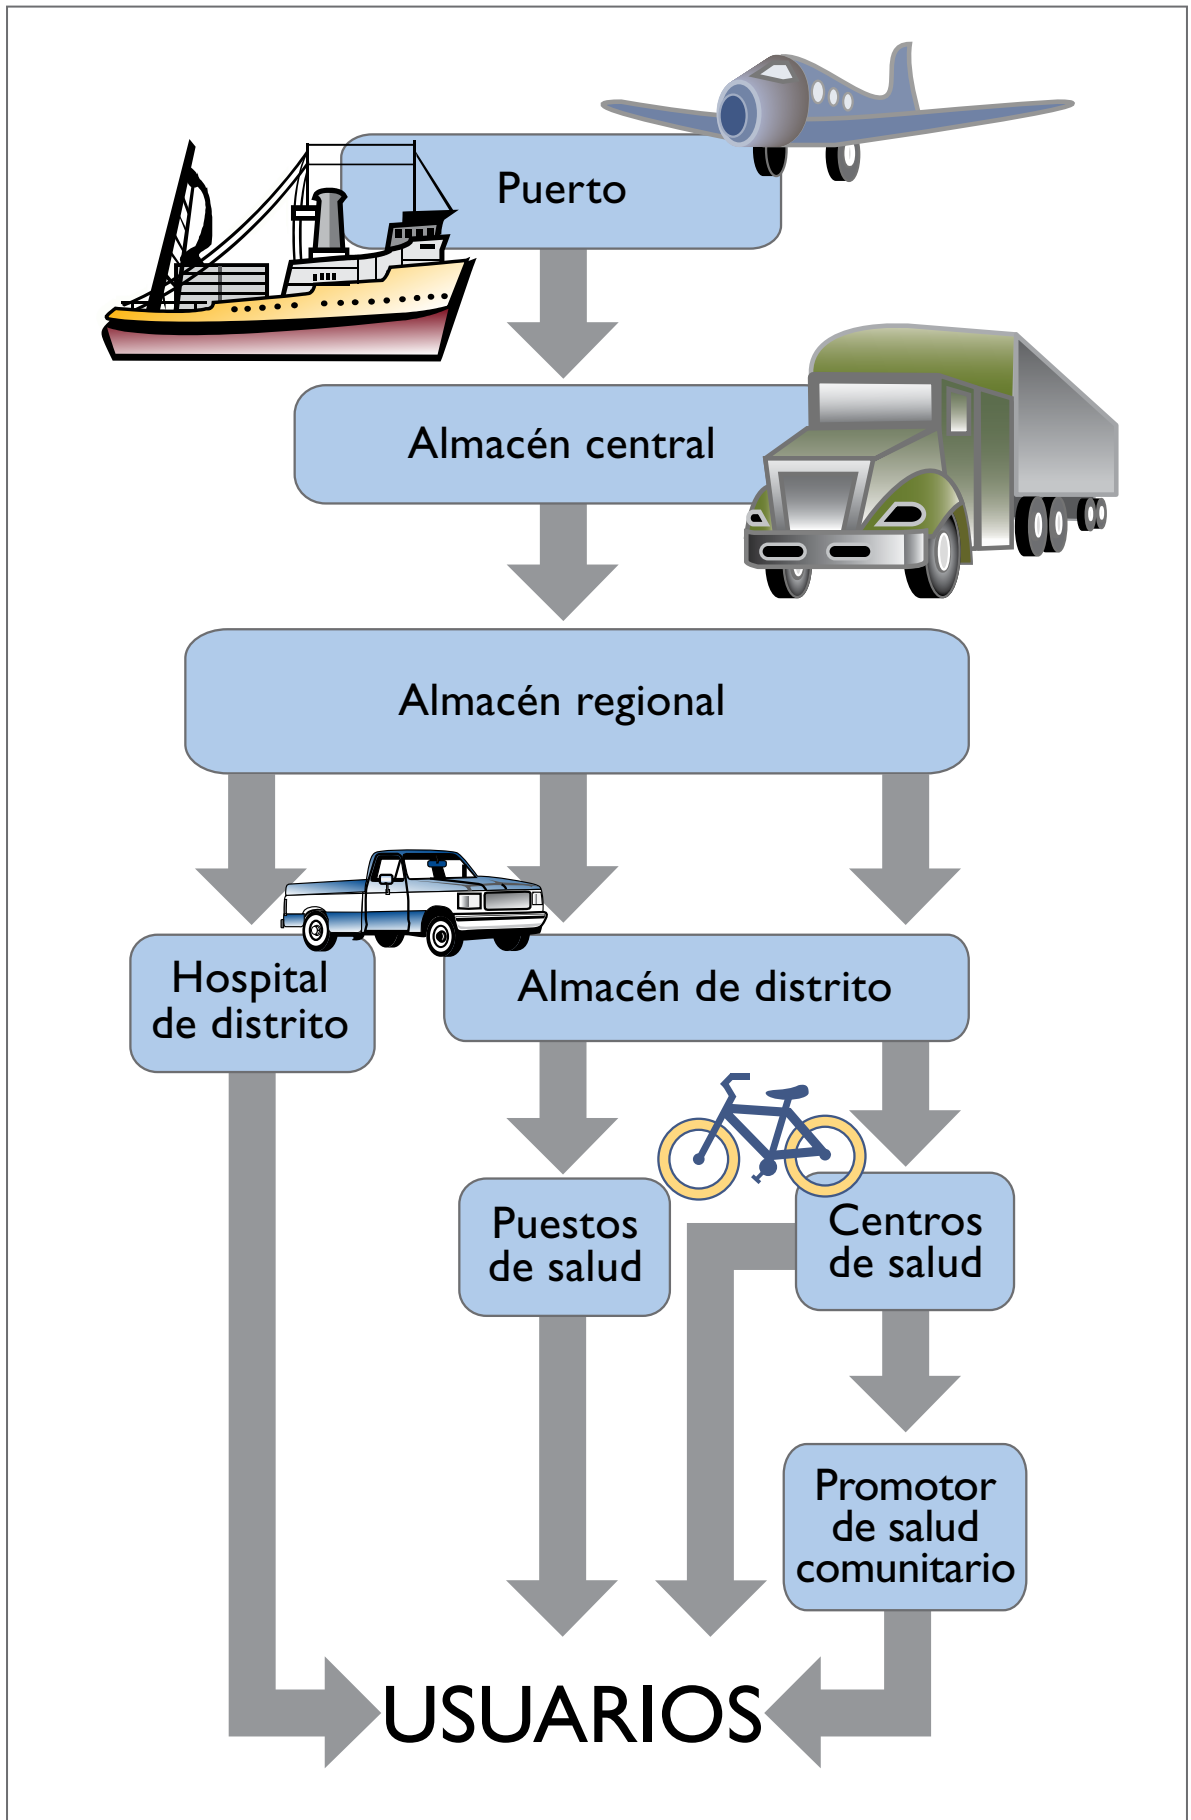 Puerto
Almacén central
Almacén regional
Hospital
de distrito
Almacén de distrito
Puestos
de salud
Centros
de salud
Promotor
de salud
comunitario
USUARIOS